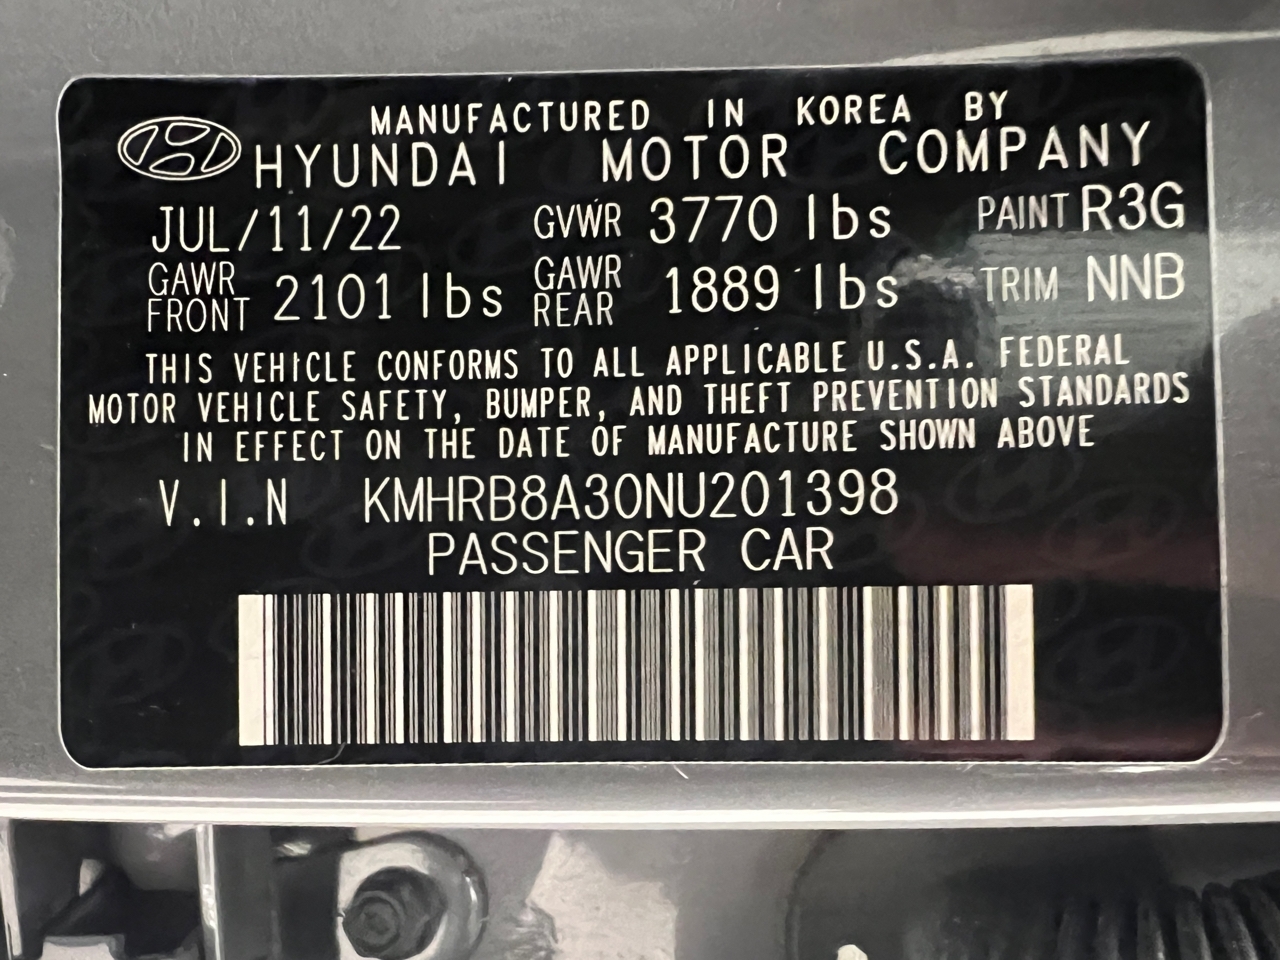 MANUFACTURED IN KOREA BY
HYUNDAI MOTOR COMPANY
JUL/11/22 GVWR 3770 lbs PAINT R3G
GAWR FRONT 2101 lbs GAWR REAR 1889 lbs TRIM NNB
THIS VEHICLE CONFORMS TO ALL APPLICABLE U.S.A. FEDERAL
MOTOR VEHICLE SAFETY, BUMPER, AND THEFT PREVENTION STANDARDS
IN EFFECT ON THE DATE OF MANUFACTURE SHOWN ABOVE
V.I.N KMHRB8A30NU201398
PASSENGER CAR